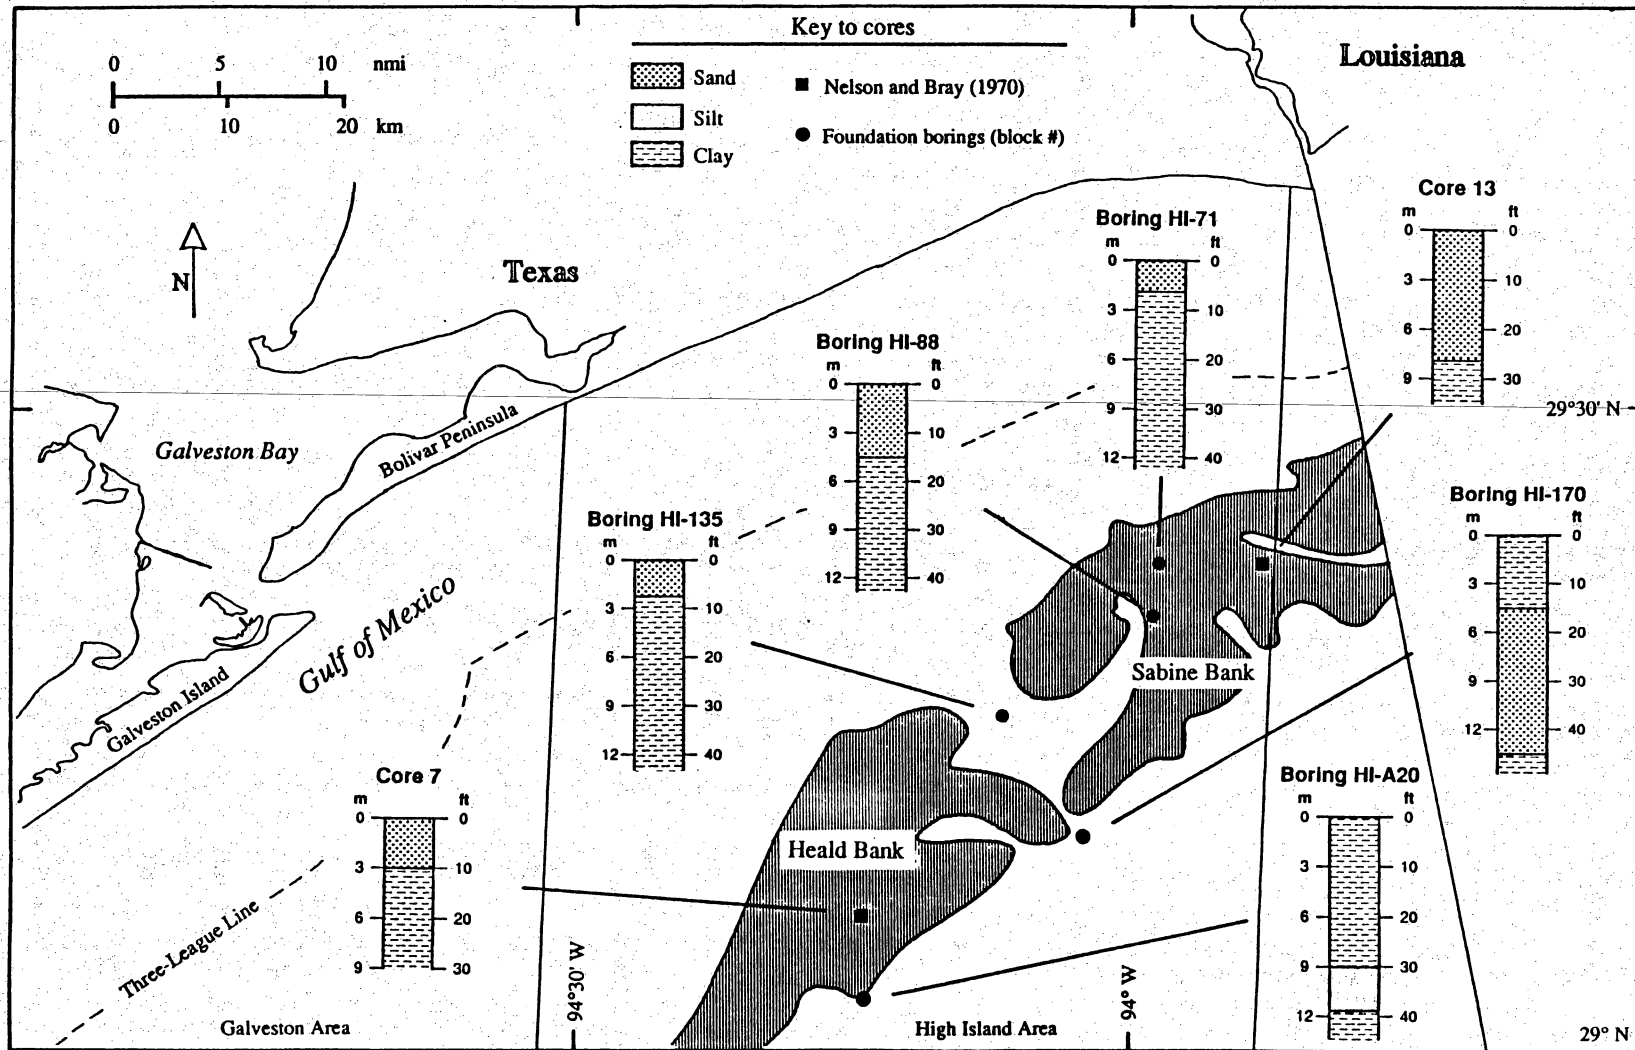 Key to cores
Sand
Silt
Clay
Nelson and Bray (1970)
Foundation borings (block #)
0 5 10 nmi
0 10 20 km
N
Louisiana
Texas
Galveston Bay
Bolivar Peninsula
Galveston Island
Gulf of Mexico
Three-League Line
Galveston Area
High Island Area
Heald Bank
Sabine Bank
94°30' W
94° W
29°30' N
29° N
Core 13
m ft
0 0
3 10
6 20
9 30
Boring HI-71
m ft
0 0
3 10
6 20
9 30
12 40
Boring HI-88
m ft
0 0
3 10
6 20
9 30
12 40
Boring HI-135
m ft
0 0
3 10
6 20
9 30
12 40
Boring HI-170
m ft
0 0
3 10
6 20
9 30
12 40
Core 7
m ft
0 0
3 10
6 20
9 30
Boring HI-A20
m ft
0 0
3 10
6 20
9 30
12 40